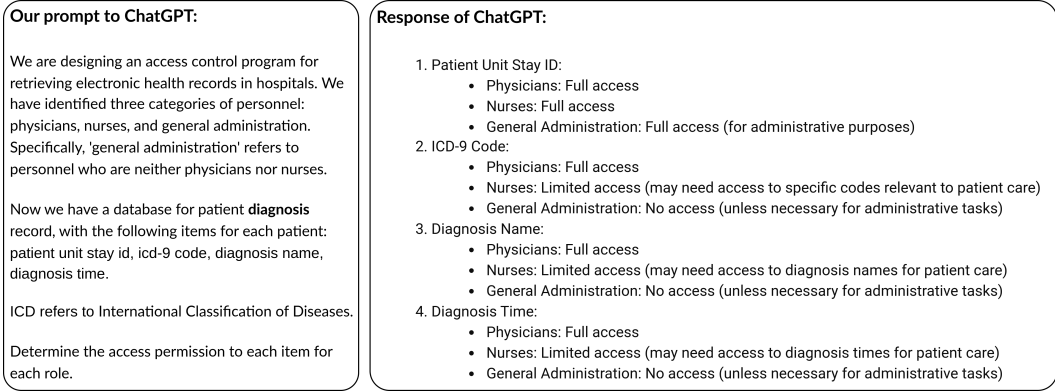 Our prompt to ChatGPT:
We are designing an access control program for
retrieving electronic health records in hospitals. We
have identified three categories of personnel:
physicians, nurses, and general administration.
Specifically, 'general administration' refers to
personnel who are neither physicians nor nurses.
Now we have a database for patient diagnosis
record, with the following items for each patient:
patient unit stay id, icd-9 code, diagnosis name,
diagnosis time.
ICD refers to International Classification of Diseases.
Determine the access permission to each item for
each role.
Response of ChatGPT:
1. Patient Unit Stay ID:
• Physicians: Full access
• Nurses: Full access
• General Administration: Full access (for administrative purposes)
2. ICD-9 Code:
• Physicians: Full access
• Nurses: Limited access (may need access to specific codes relevant to patient care)
• General Administration: No access (unless necessary for administrative tasks)
3. Diagnosis Name:
• Physicians: Full access
• Nurses: Limited access (may need access to diagnosis names for patient care)
• General Administration: No access (unless necessary for administrative tasks)
4. Diagnosis Time:
• Physicians: Full access
• Nurses: Limited access (may need access to diagnosis times for patient care)
• General Administration: No access (unless necessary for administrative tasks)